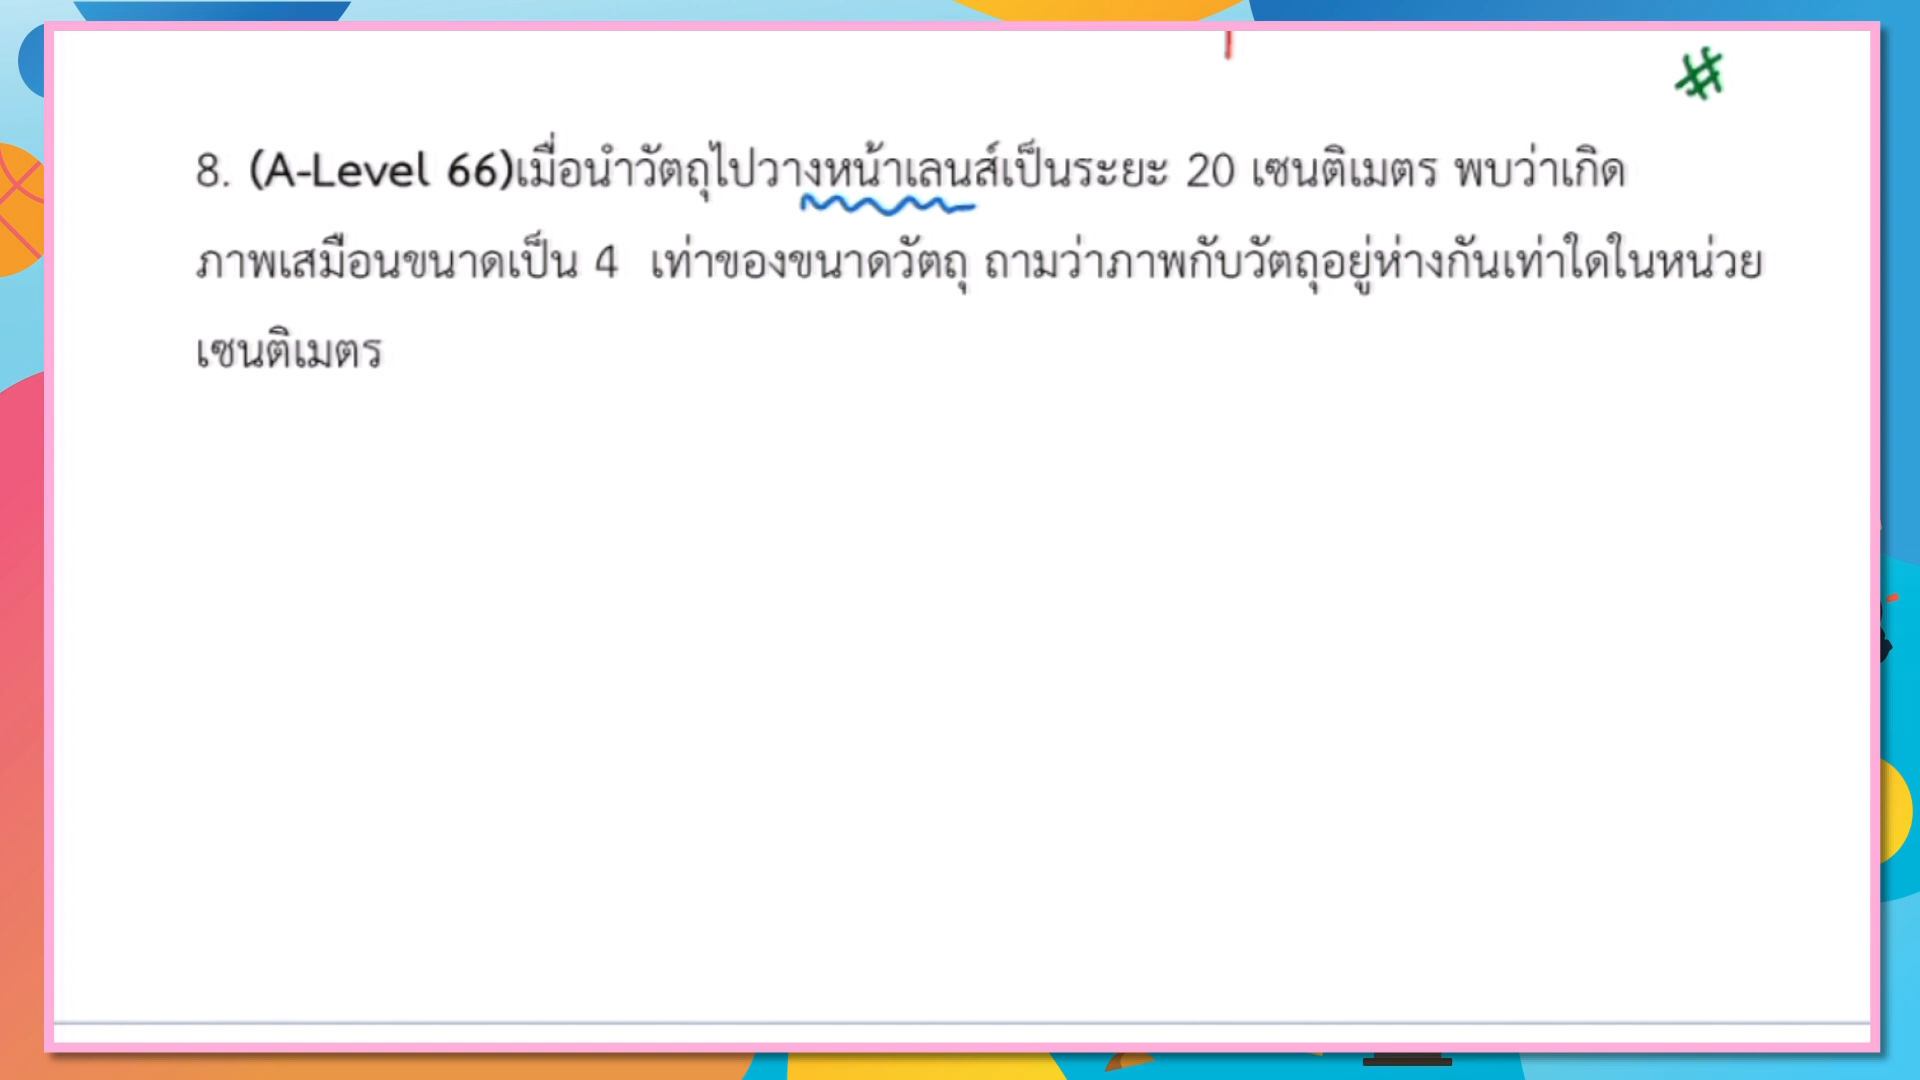 #
8. (A-Level 66)เมื่อนำวัตถุไปวางหน้าเลนส์เป็นระยะ 20 เซนติเมตร พบว่าเกิด
ภาพเสมือนขนาดเป็น 4 เท่าของขนาดวัตถุ ถามว่าภาพกับวัตถุอยู่ห่างกันเท่าใดในหน่วย
เซนติเมตร